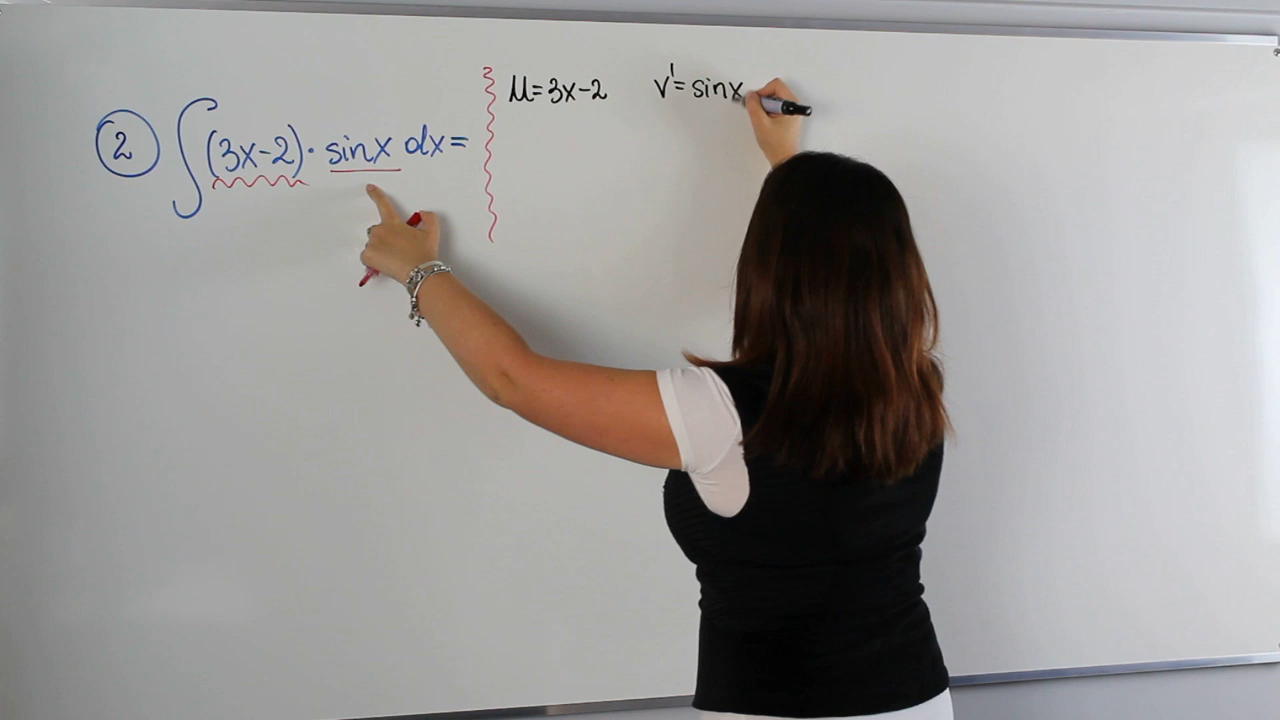 ② ∫(3x-2)·sinx dx=
u=3x-2 v'=sinx